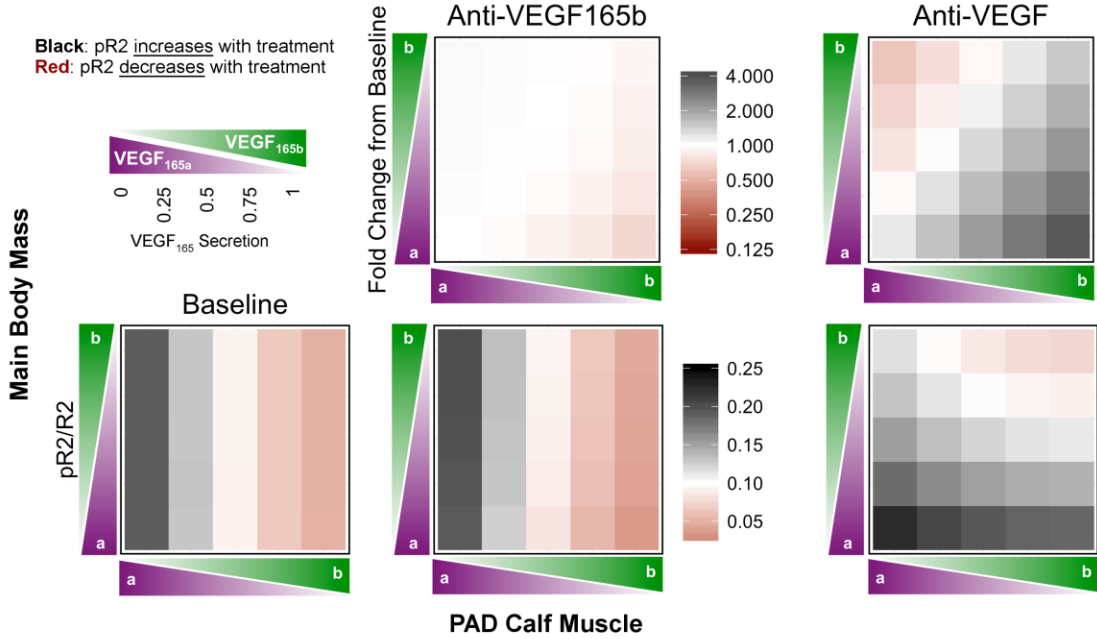 Anti-VEGF165b
Anti-VEGF
Black: pR2 increases with treatment
Red: pR2 decreases with treatment
VEGF165b
VEGF165a
0
0.25
0.5
0.75
1
VEGF165 Secretion
Main Body Mass
Fold Change from Baseline
b
a
a
b
4.000
2.000
1.000
0.500
0.250
0.125
b
a
a
b
Baseline
pR2/R2
b
a
a
b
b
a
a
b
0.25
0.20
0.15
0.10
0.05
b
a
a
b
PAD Calf Muscle